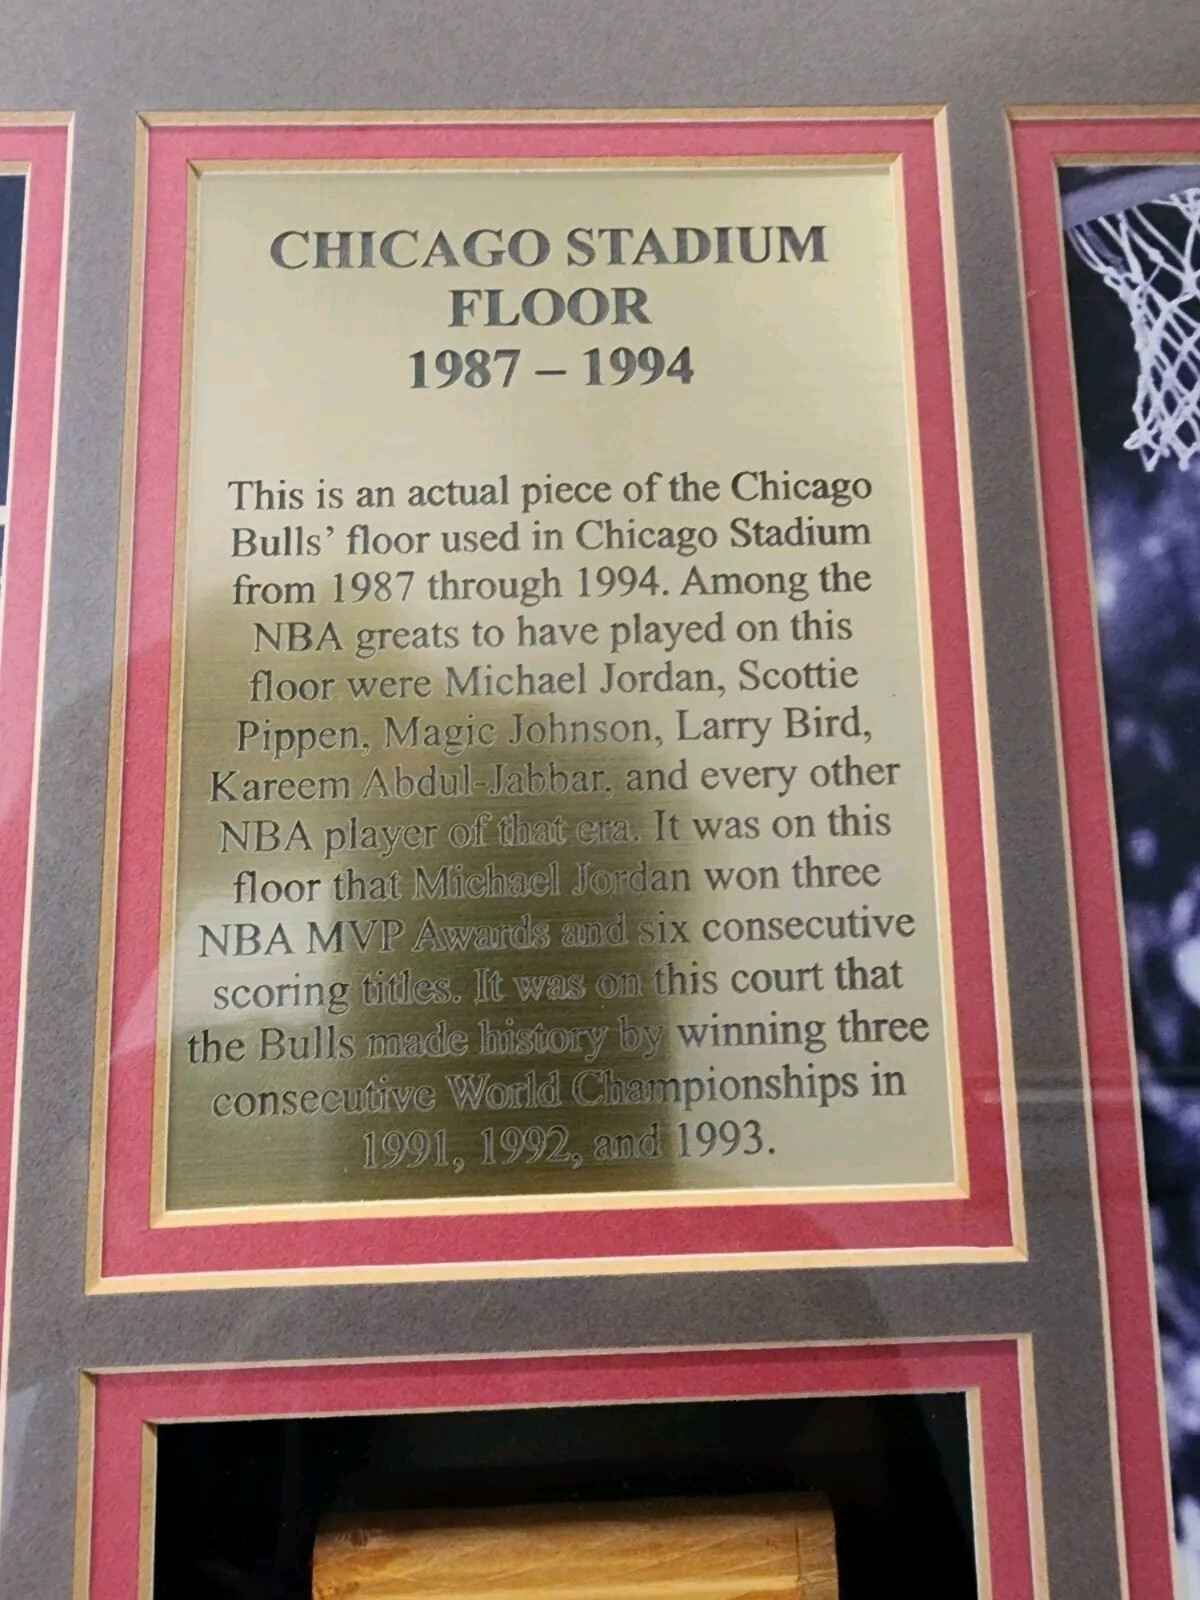 CHICAGO STADIUM
FLOOR
1987 – 1994
This is an actual piece of the Chicago
Bulls' floor used in Chicago Stadium
from 1987 through 1994. Among the
NBA greats to have played on this
floor were Michael Jordan, Scottie
Pippen, Magic Johnson, Larry Bird,
Kareem Abdul-Jabbar, and every other
NBA player of that era. It was on this
floor that Michael Jordan won three
NBA MVP Awards and six consecutive
scoring titles. It was on this court that
the Bulls made history by winning three
consecutive World Championships in
1991, 1992, and 1993.